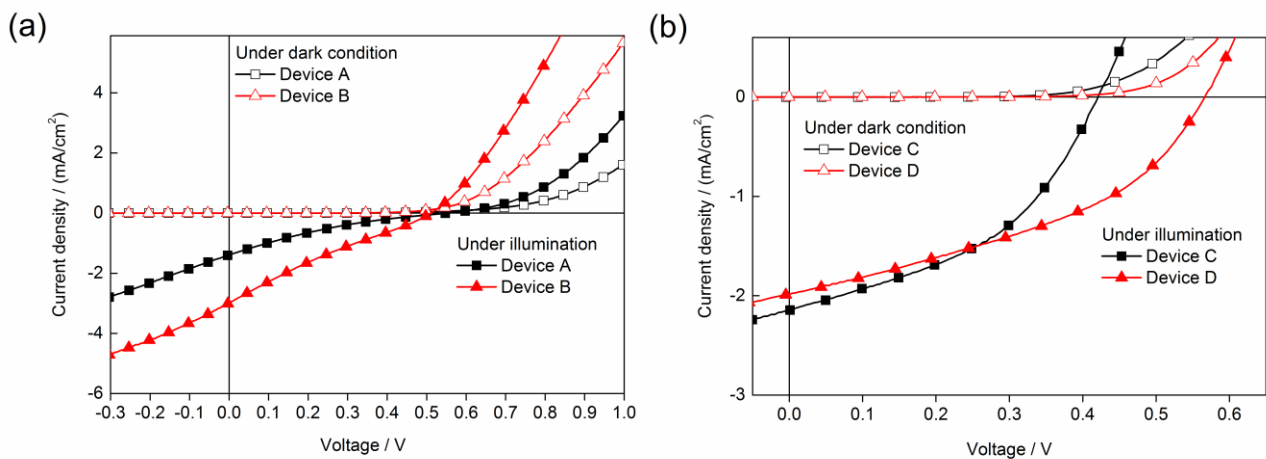 (a)
Under dark condition
Device A
Device B
4
2
0
-2
-4
-6
Current density / (mA/cm²)
Under illumination
Device A
Device B
-0.3 -0.2 -0.1 0.0 0.1 0.2 0.3 0.4 0.5 0.6 0.7 0.8 0.9 1.0
Voltage / V
(b)
0
-1
-2
-3
Current density / (mA/cm²)
Under dark condition
Device C
Device D
Under illumination
Device C
Device D
0.0 0.1 0.2 0.3 0.4 0.5 0.6
Voltage / V